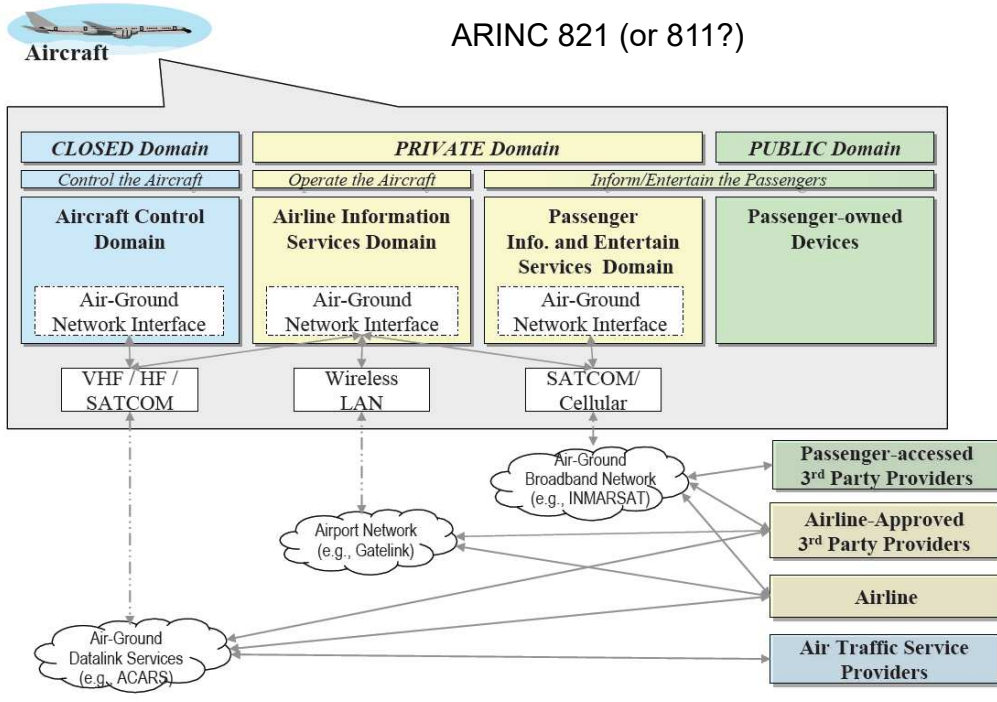 ARINC 821 (or 811?)
Aircraft
CLOSED Domain
PRIVATE Domain
PUBLIC Domain
Control the Aircraft
Operate the Aircraft
Inform/Entertain the Passengers
Aircraft Control
Domain
Airline Information
Services Domain
Passenger
Info. and Entertain
Services Domain
Passenger-owned
Devices
Air-Ground
Network Interface
Air-Ground
Network Interface
Air-Ground
Network Interface
VHF / HF /
SATCOM
Wireless
LAN
SATCOM/
Cellular
Air-Ground
Broadband Network
(e.g., INMARSAT)
Passenger-accessed
3rd Party Providers
Airport Network
(e.g., Gatelink)
Airline-Approved
3rd Party Providers
Airline
Air-Ground
Datalink Services
(e.g., ACARS)
Air Traffic Service
Providers